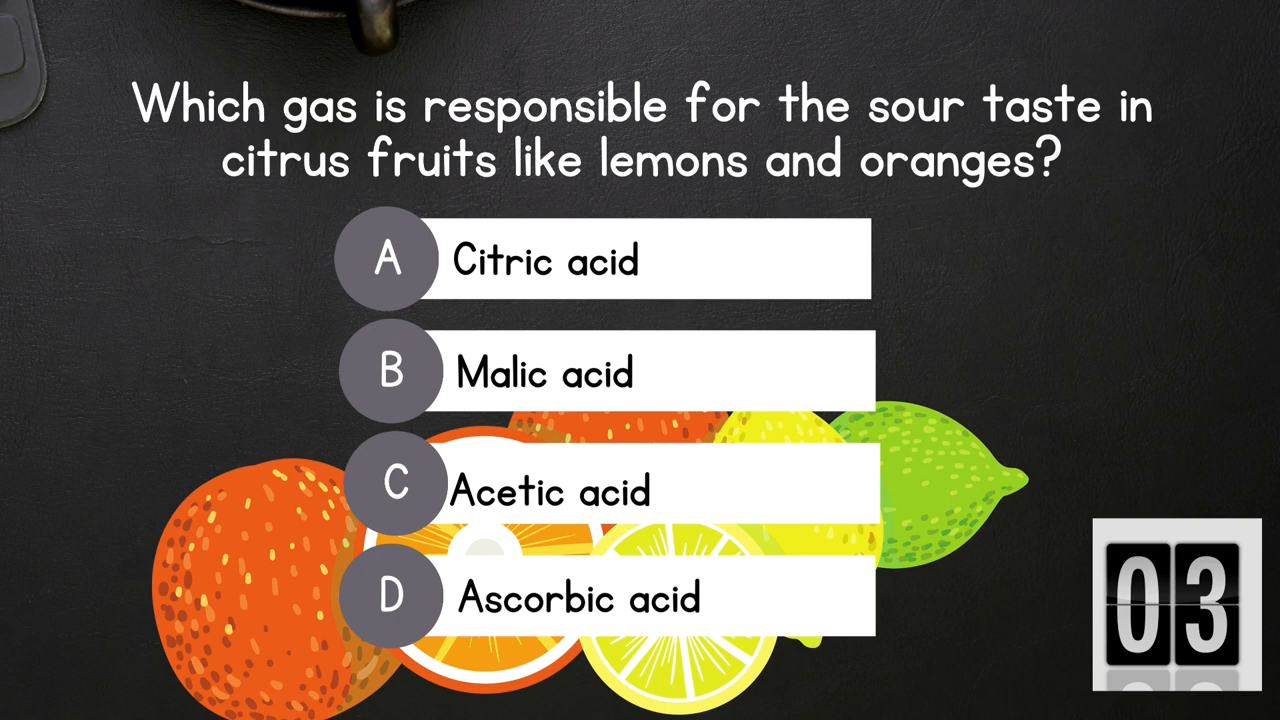 Which gas is responsible for the sour taste in
citrus fruits like lemons and oranges?
A Citric acid
B Malic acid
C Acetic acid
D Ascorbic acid
03